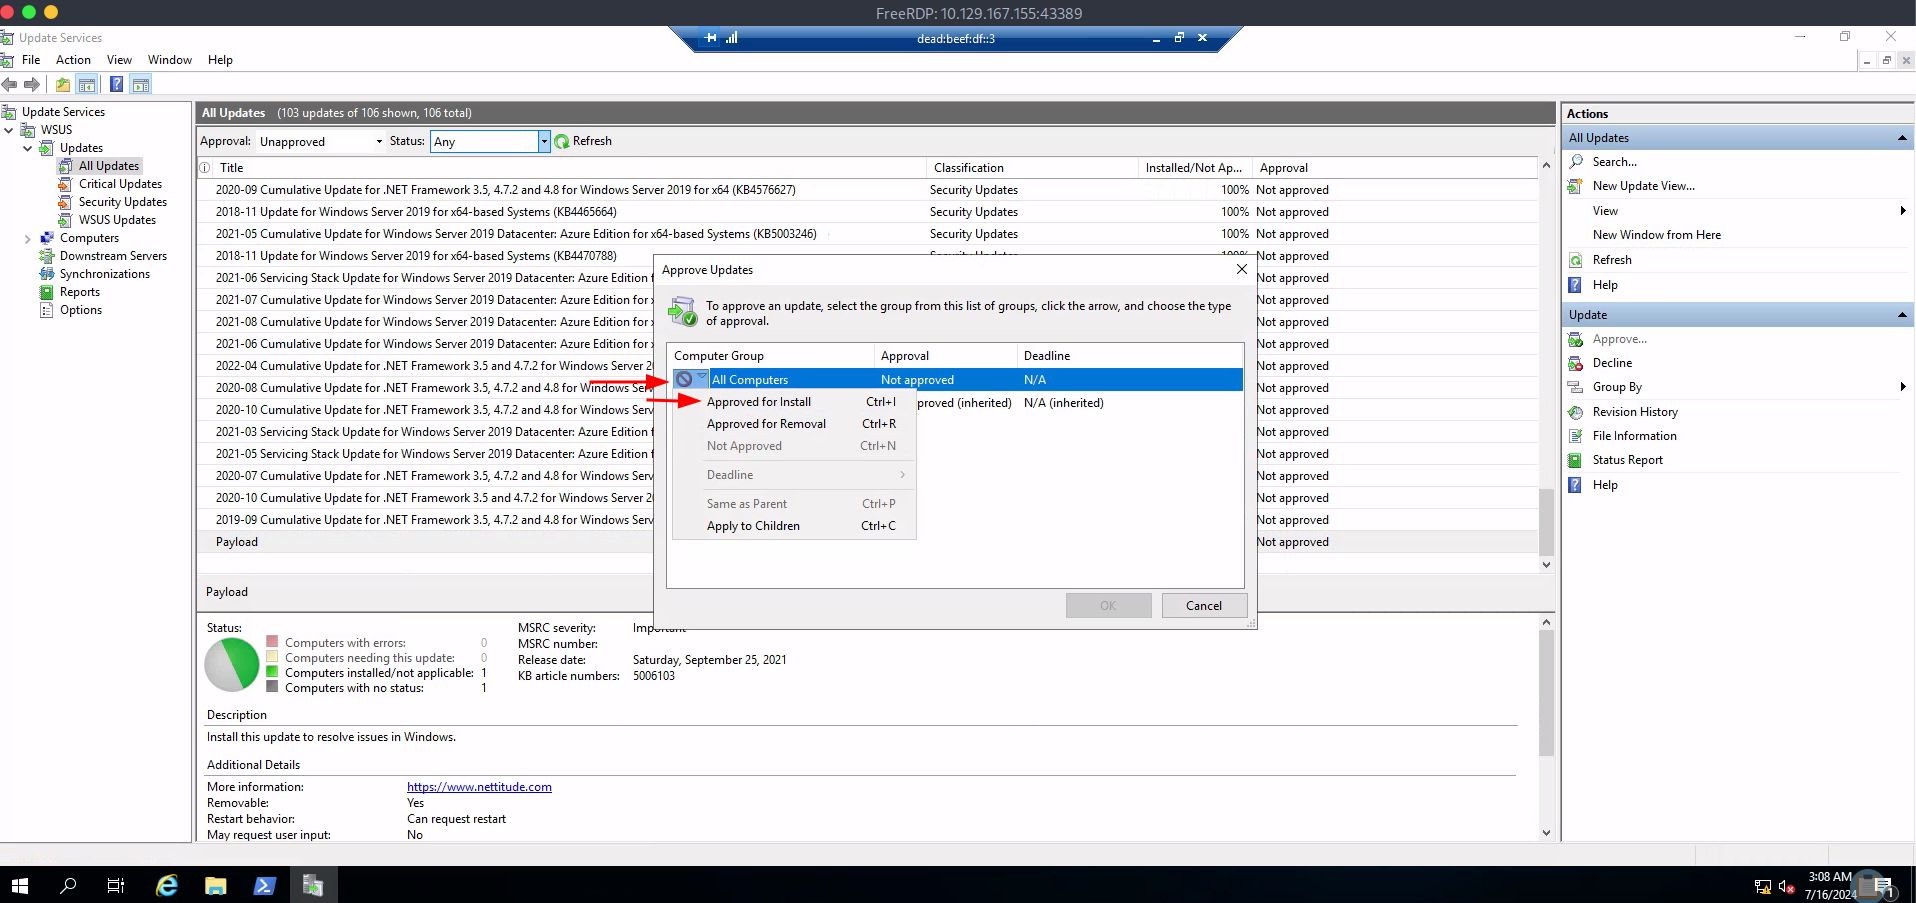 FreeRDP: 10.129.167.155:43389
Update Services
dead:beef:df::3
File Action View Window Help
Update Services
WSUS
Updates
All Updates
Critical Updates
Security Updates
WSUS Updates
Computers
Downstream Servers
Synchronizations
Reports
Options
All Updates (103 updates of 106 shown, 106 total)
Approval: Unapproved Status: Any Refresh
Title Classification Installed/Not Ap... Approval
2020-09 Cumulative Update for .NET Framework 3.5, 4.7.2 and 4.8 for Windows Server 2019 for x64 (KB4576627) Security Updates 100% Not approved
2018-11 Update for Windows Server 2019 for x64-based Systems (KB4465664) Security Updates 100% Not approved
2021-05 Cumulative Update for Windows Server 2019 Datacenter: Azure Edition for x64-based Systems (KB5003246) Security Updates 100% Not approved
2018-11 Update for Windows Server 2019 for x64-based Systems (KB4470788) Security Updates 100% Not approved
2021-06 Servicing Stack Update for Windows Server 2019 Datacenter: Azure Edition for x Not approved
2021-07 Cumulative Update for Windows Server 2019 Datacenter: Azure Edition for x Not approved
2021-08 Cumulative Update for Windows Server 2019 Datacenter: Azure Edition for x Not approved
2021-06 Cumulative Update for Windows Server 2019 Datacenter: Azure Edition for x Not approved
2022-04 Cumulative Update for .NET Framework 3.5 and 4.7.2 for Windows Server 2 Not approved
2020-08 Cumulative Update for .NET Framework 3.5, 4.7.2 and 4.8 for Windows Serv Not approved
2020-10 Cumulative Update for .NET Framework 3.5, 4.7.2 and 4.8 for Windows Serv Not approved
2021-03 Servicing Stack Update for Windows Server 2019 Datacenter: Azure Edition f Not approved
2021-05 Servicing Stack Update for Windows Server 2019 Datacenter: Azure Edition f Not approved
2020-07 Cumulative Update for .NET Framework 3.5 and 4.7.2 for Windows Server 20 Not approved
2020-10 Cumulative Update for .NET Framework 3.5 and 4.7.2 for Windows Server 20 Not approved
2019-09 Cumulative Update for .NET Framework 3.5, 4.7.2 and 4.8 for Windows Serv Not approved
Payload Not approved
Approve Updates
To approve an update, select the group from this list of groups, click the arrow, and choose the type
of approval.
Computer Group Approval Deadline
All Computers Not approved N/A
proved (inherited) N/A (inherited)
Approved for Install Ctrl+I
Approved for Removal Ctrl+R
Not Approved Ctrl+N
Deadline
Same as Parent Ctrl+P
Apply to Children Ctrl+C
OK Cancel
Payload
Status:
Computers with errors: 0
Computers needing this update: 0
Computers installed/not applicable: 1
Computers with no status: 1
MSRC severity: Important
MSRC number:
Release date: Saturday, September 25, 2021
KB article numbers: 5006103
Description
Install this update to resolve issues in Windows.
Additional Details
More information: https://www.nettitude.com
Removable: Yes
Restart behavior: Can request restart
May request user input: No
Actions
All Updates
Search...
New Update View...
View
New Window from Here
Refresh
Help
Update
Approve...
Decline
Group By
Revision History
File Information
Status Report
Help
3:08 AM
7/16/2024
1